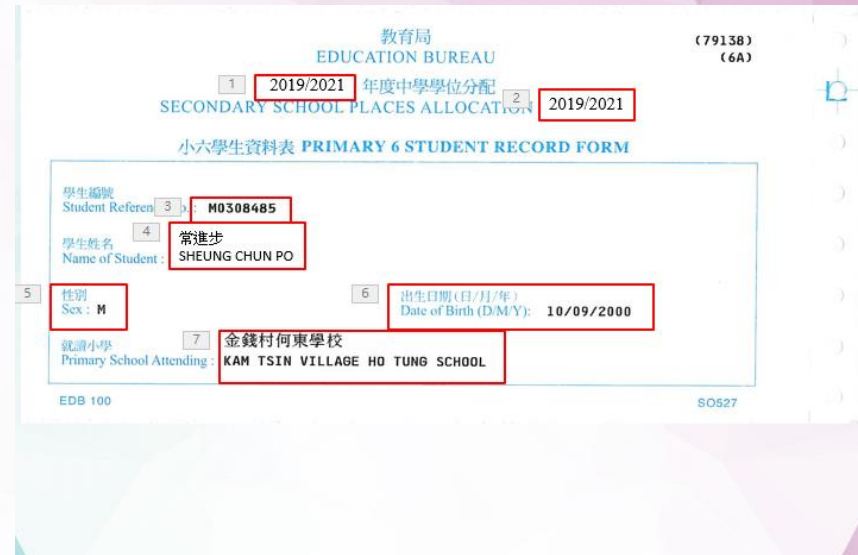 教育局
EDUCATION BUREAU
(79138)
(6A)
1 2019/2021 年度中學學位分配
SECONDARY SCHOOL PLACES ALLOCATION 2 2019/2021
小六學生資料表 PRIMARY 6 STUDENT RECORD FORM
學生編號
Student Referen 3 o.: M0308485
4 常進步
學生姓名
Name of Student : SHEUNG CHUN PO
5 性別
Sex : M
6 出生日期(日/月/年)
Date of Birth (D/M/Y): 10/09/2000
就讀小學 7 金錢村何東學校
Primary School Attending : KAM TSIN VILLAGE HO TUNG SCHOOL
EDB 100
SO527